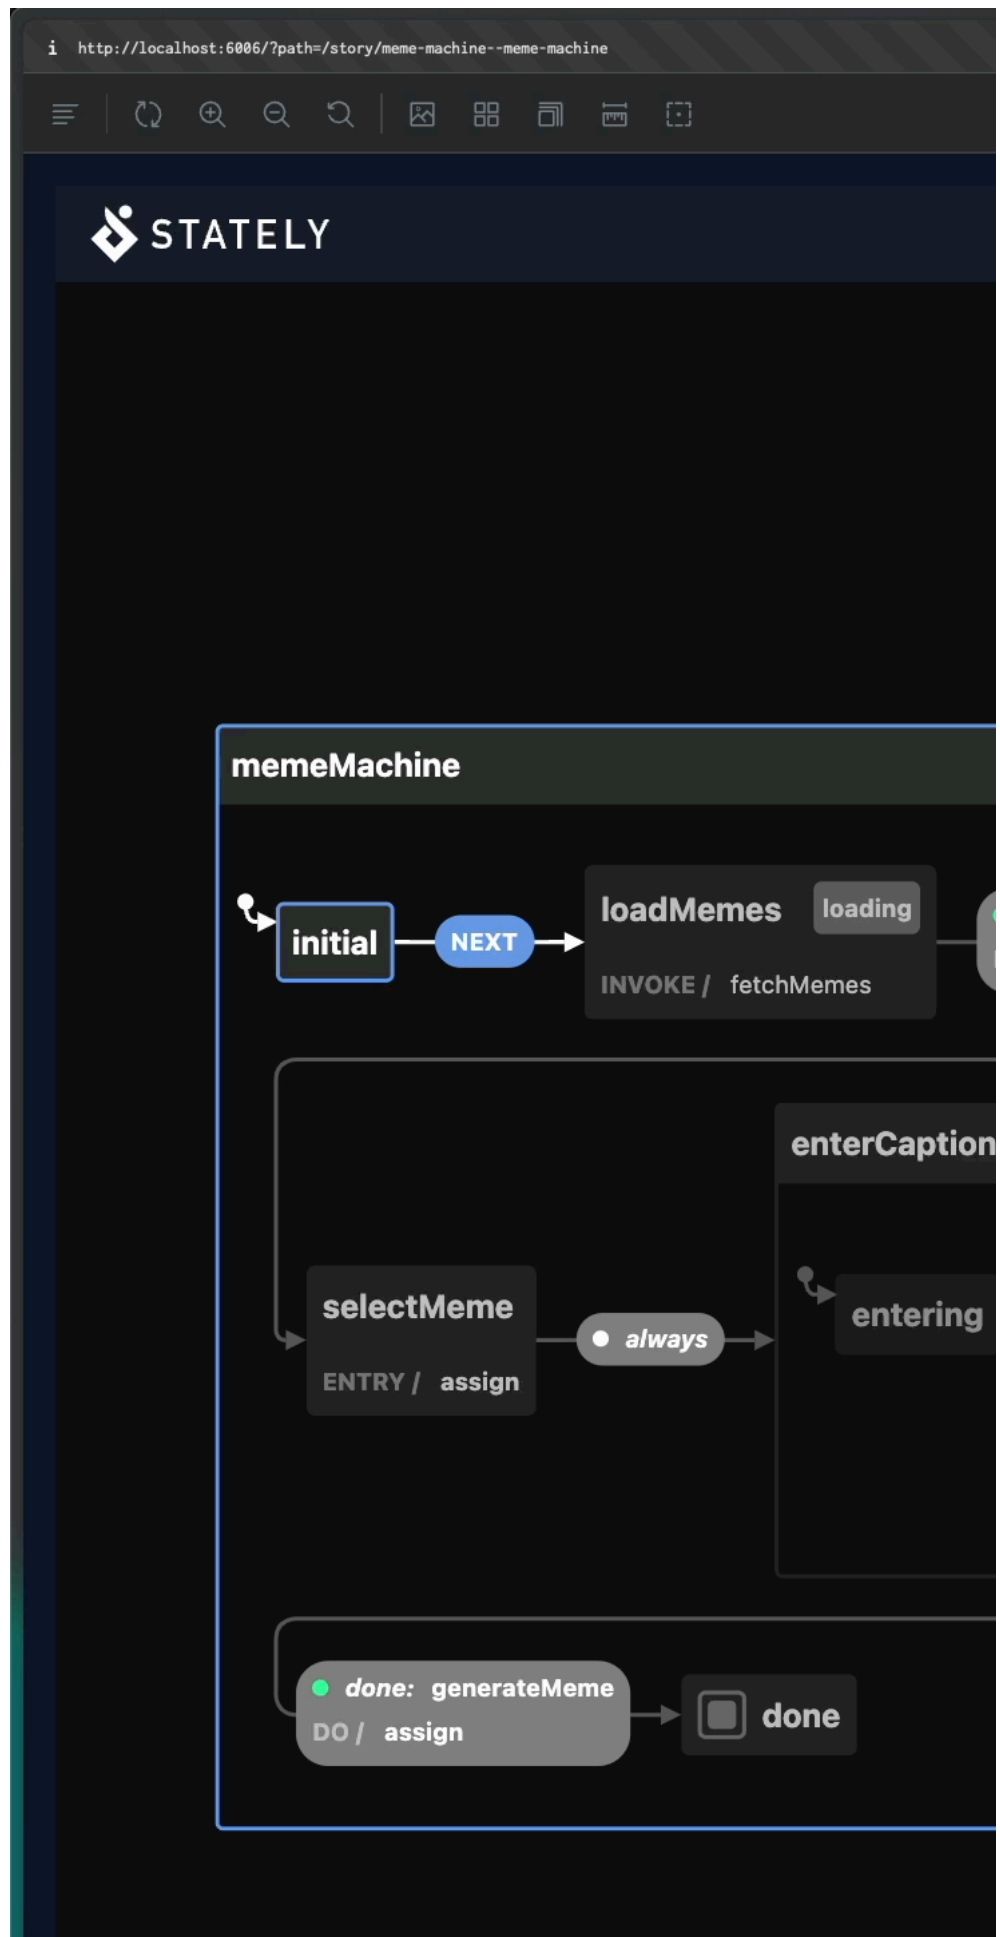 i http://localhost:6006/?path=/story/meme-machine--meme-machine
STATELY
memeMachine
initial
NEXT
loadMemes
loading
INVOKE / fetchMemes
enterCaption
entering
selectMeme
ENTRY / assign
always
done: generateMeme
DO / assign
done